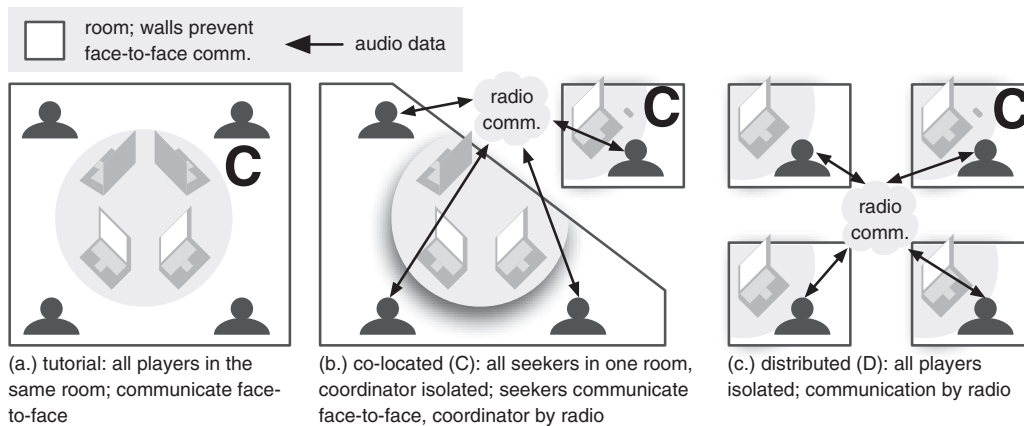 room; walls prevent
face-to-face comm.
audio data
C
radio
comm.
C
C
radio
comm.
(a.) tutorial: all players in the
same room; communicate face-
to-face
(b.) co-located (C): all seekers in one room,
coordinator isolated; seekers communicate
face-to-face, coordinator by radio
(c.) distributed (D): all players
isolated; communication by radio